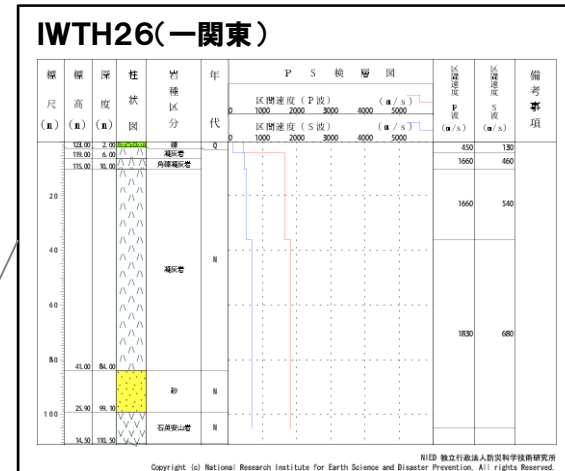 IWTH26(一関東)
標尺(m)
標高(m)
深度(m)
性状図
岩種区分
年代
P S 検層図
区間速度(P波) (m/s)
0 1000 2000 3000 4000 5000
区間速度(S波) (m/s)
0 1000 2000 3000 4000 5000
区間速度P波(m/s)
区間速度S波(m/s)
備考事項
123.00 2.00 礫 Q
119.00 6.00 凝灰岩
115.00 10.00 角礫凝灰岩
450 130
1660 460
1660 540
1830 680
20
40
60
80
100
凝灰岩 N
41.00 84.00
砂 N
25.90 99.10
石英安山岩 N
14.50 110.50
NIED 独立行政法人防災科学技術研究所
Copyright (c) National Research Institute for Earth Science and Disaster Prevention, All rights Reserved.